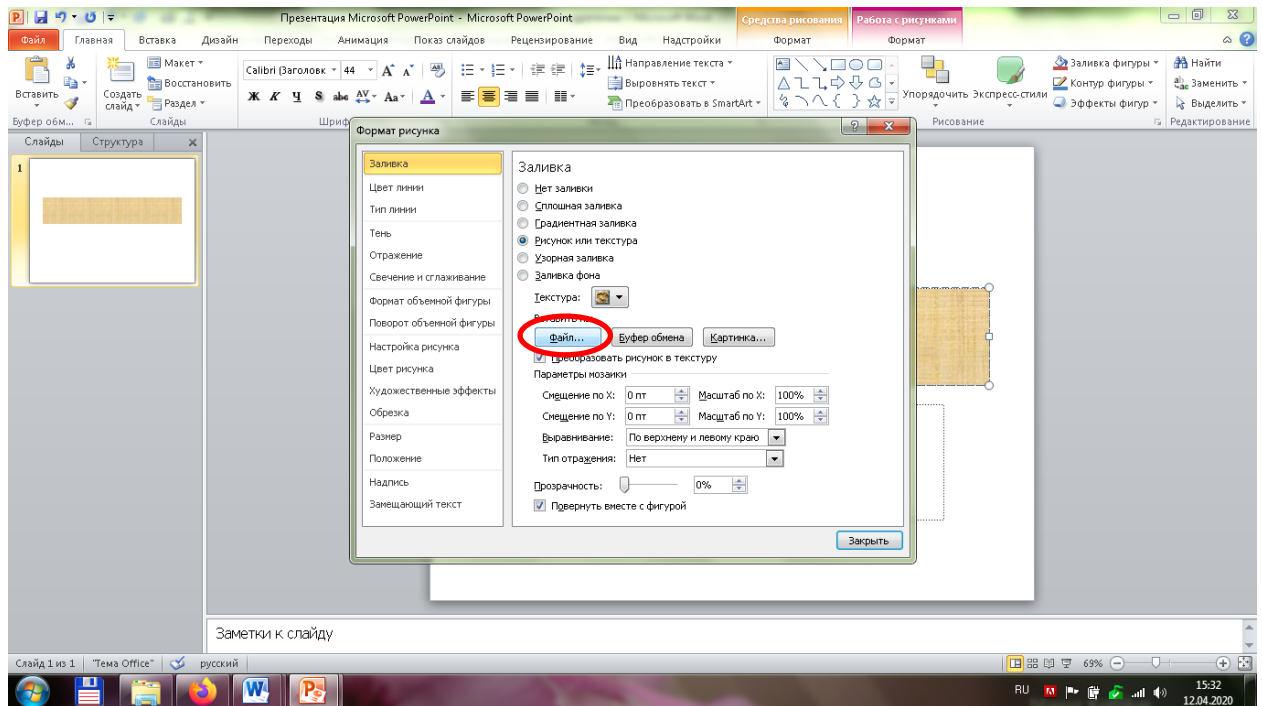 Презентация Microsoft PowerPoint - Microsoft PowerPoint
Средства рисования
Работа с рисунками
Файл Главная Вставка Дизайн Переходы Анимация Показ слайдов Рецензирование Вид Надстройки Формат Формат
Вставить
Создать слайд
Макет
Восстановить
Раздел
Calibri (Заголовк 44
Ж К Ч S abc AV Aa A
Направление текста
Выровнять текст
Преобразовать в SmartArt
Упорядочить Экспресс-стили
Заливка фигуры
Контур фигуры
Эффекты фигур
Найти
Заменить
Выделить
Буфер обм... Слайды Шриф Рисование Редактирование
Слайды Структура
1
Формат рисунка
Заливка
Цвет линии
Тип линии
Тень
Отражение
Свечение и сглаживание
Формат объемной фигуры
Поворот объемной фигуры
Настройка рисунка
Цвет рисунка
Художественные эффекты
Обрезка
Размер
Положение
Надпись
Замещающий текст
Заливка
Нет заливки
Сплошная заливка
Градиентная заливка
Рисунок или текстура
Узорная заливка
Заливка фона
Текстура:
Файл... Буфер обмена Картинка...
Преобразовать рисунок в текстуру
Параметры мозаики
Смещение по X: 0 пт Масштаб по X: 100%
Смещение по Y: 0 пт Масштаб по Y: 100%
Выравнивание: По верхнему и левому краю
Тип отражения: Нет
Прозрачность: 0%
Повернуть вместе с фигурой
Закрыть
Заметки к слайду
Слайд 1 из 1 "Тема Office" русский 69%
RU 15:32
12.04.2020